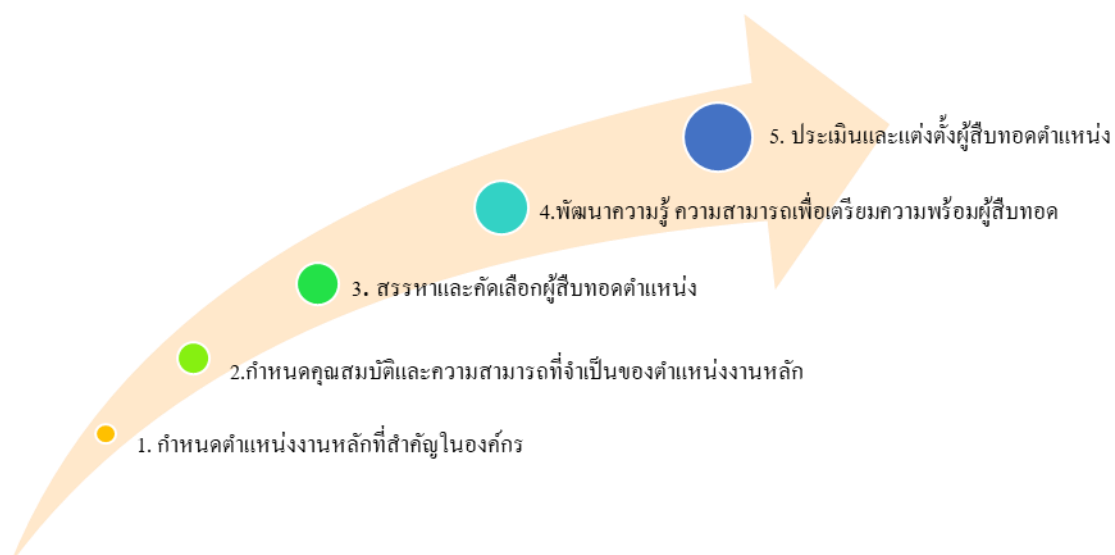 5. ประเมินและแต่งตั้งผู้สืบทอดตำแหน่ง
4.พัฒนาความรู้ ความสามารถเพื่อเตรียมความพร้อมผู้สืบทอด
3. สรรหาและคัดเลือกผู้สืบทอดตำแหน่ง
2.กำหนดคุณสมบัติและความสามารถที่จำเป็นของตำแหน่งงานหลัก
1. กำหนดตำแหน่งงานหลักที่สำคัญในองค์กร